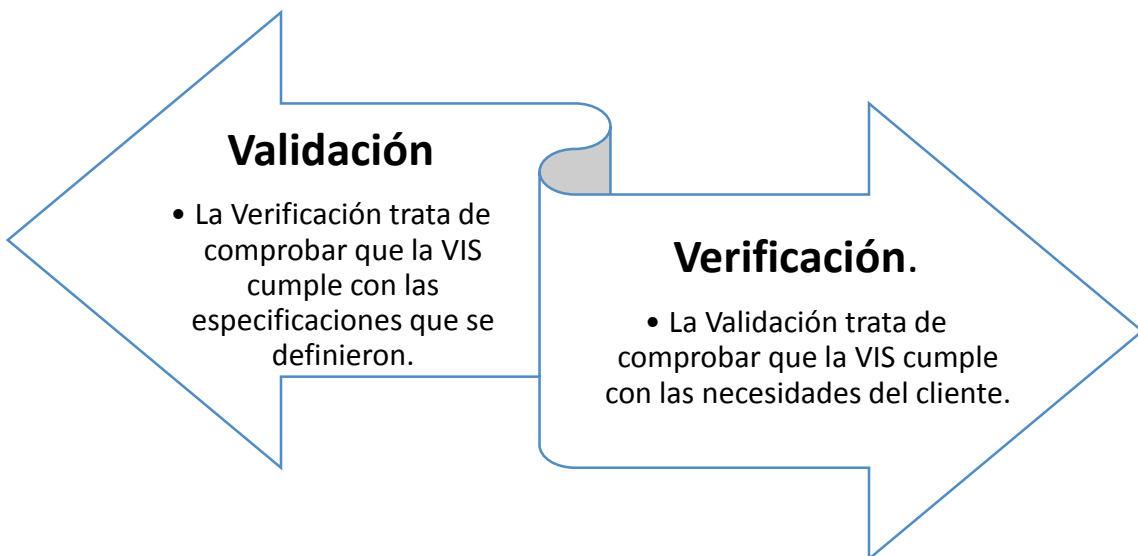 Validación
• La Verificación trata de
comprobar que la VIS
cumple con las
especificaciones que se
definieron.
Verificación.
• La Validación trata de
comprobar que la VIS cumple
con las necesidades del cliente.